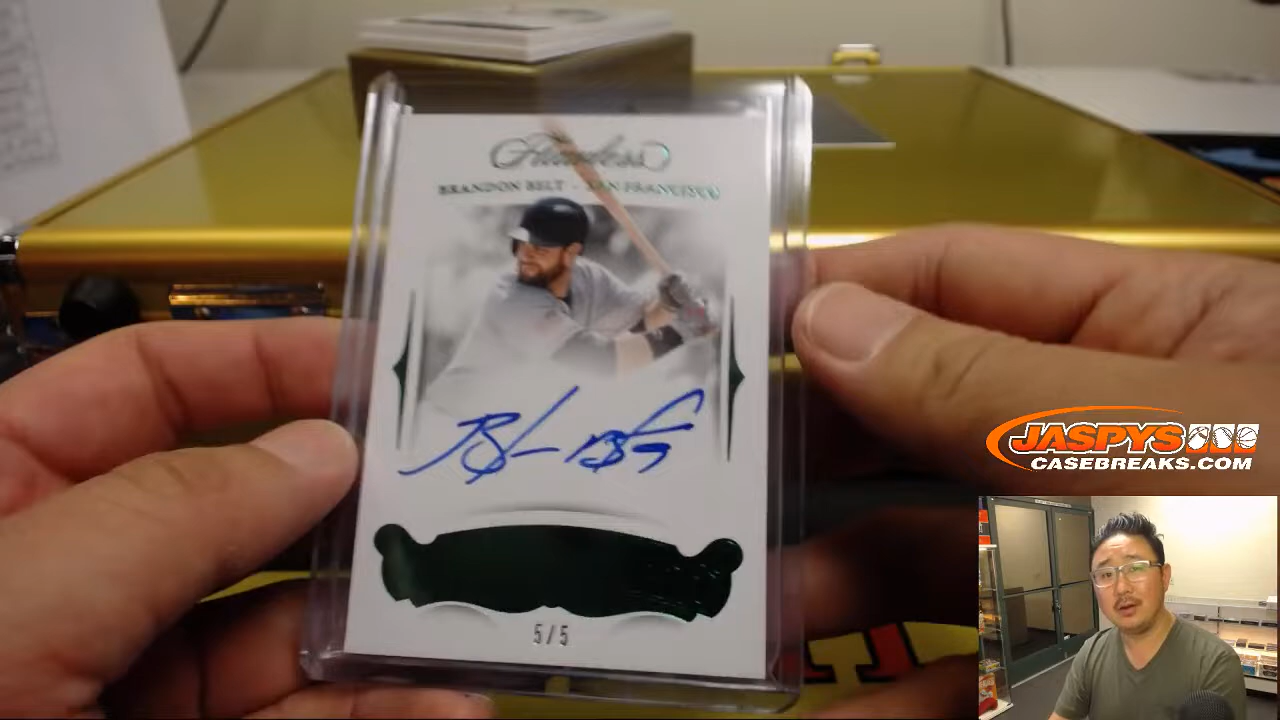 Flawless
BRANDON BELT - SAN FRANCISCO
5/5
JASPYS
CASEBREAKS.COM